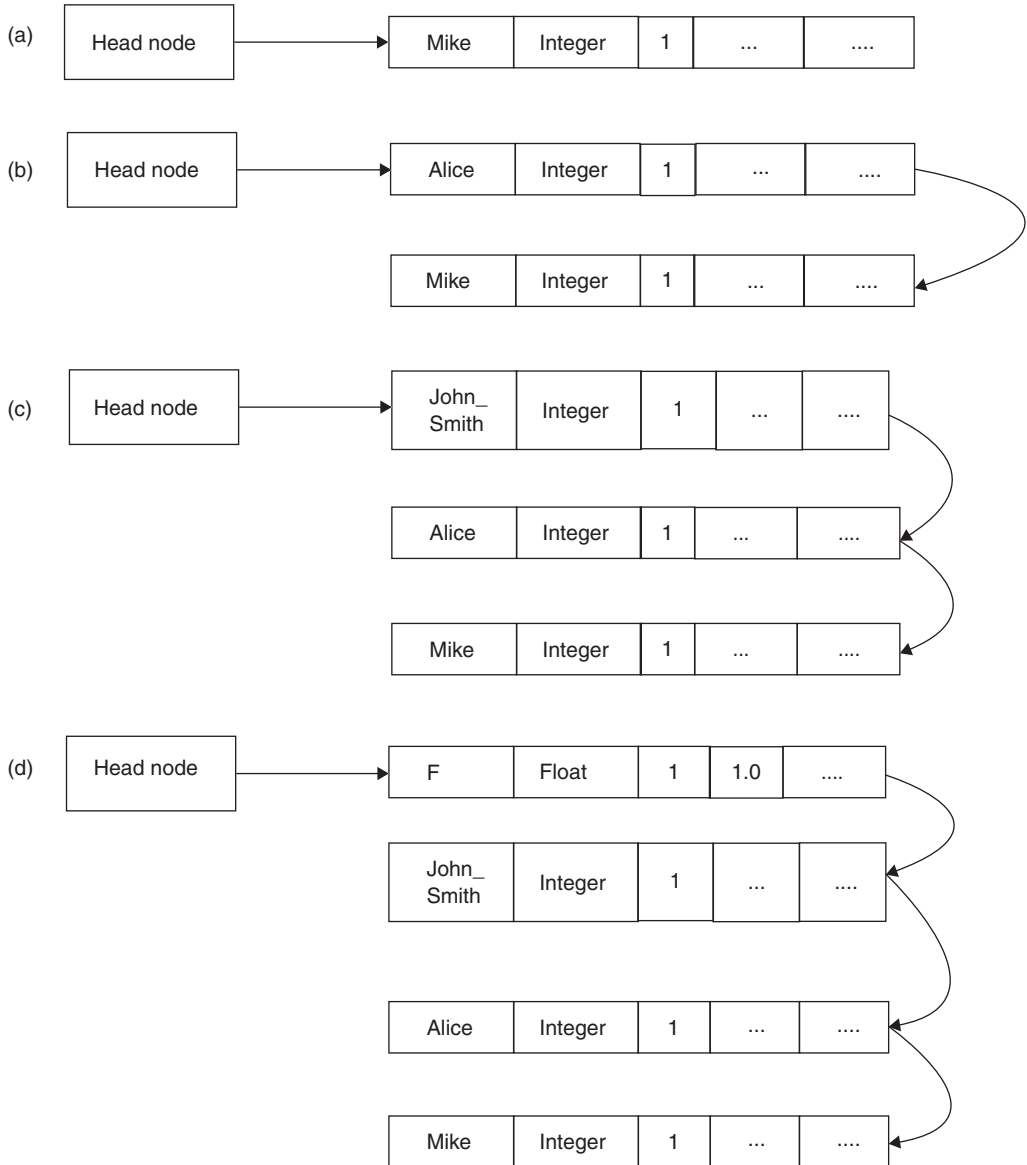 (a) Head node Mike Integer 1 ... ....
(b) Head node Alice Integer 1 ... ....
Mike Integer 1 ... ....
(c) Head node John_
Smith Integer 1 ... ....
Alice Integer 1 ... ....
Mike Integer 1 ... ....
(d) Head node F Float 1 1.0 ....
John_
Smith Integer 1 ... ....
Alice Integer 1 ... ....
Mike Integer 1 ... ....